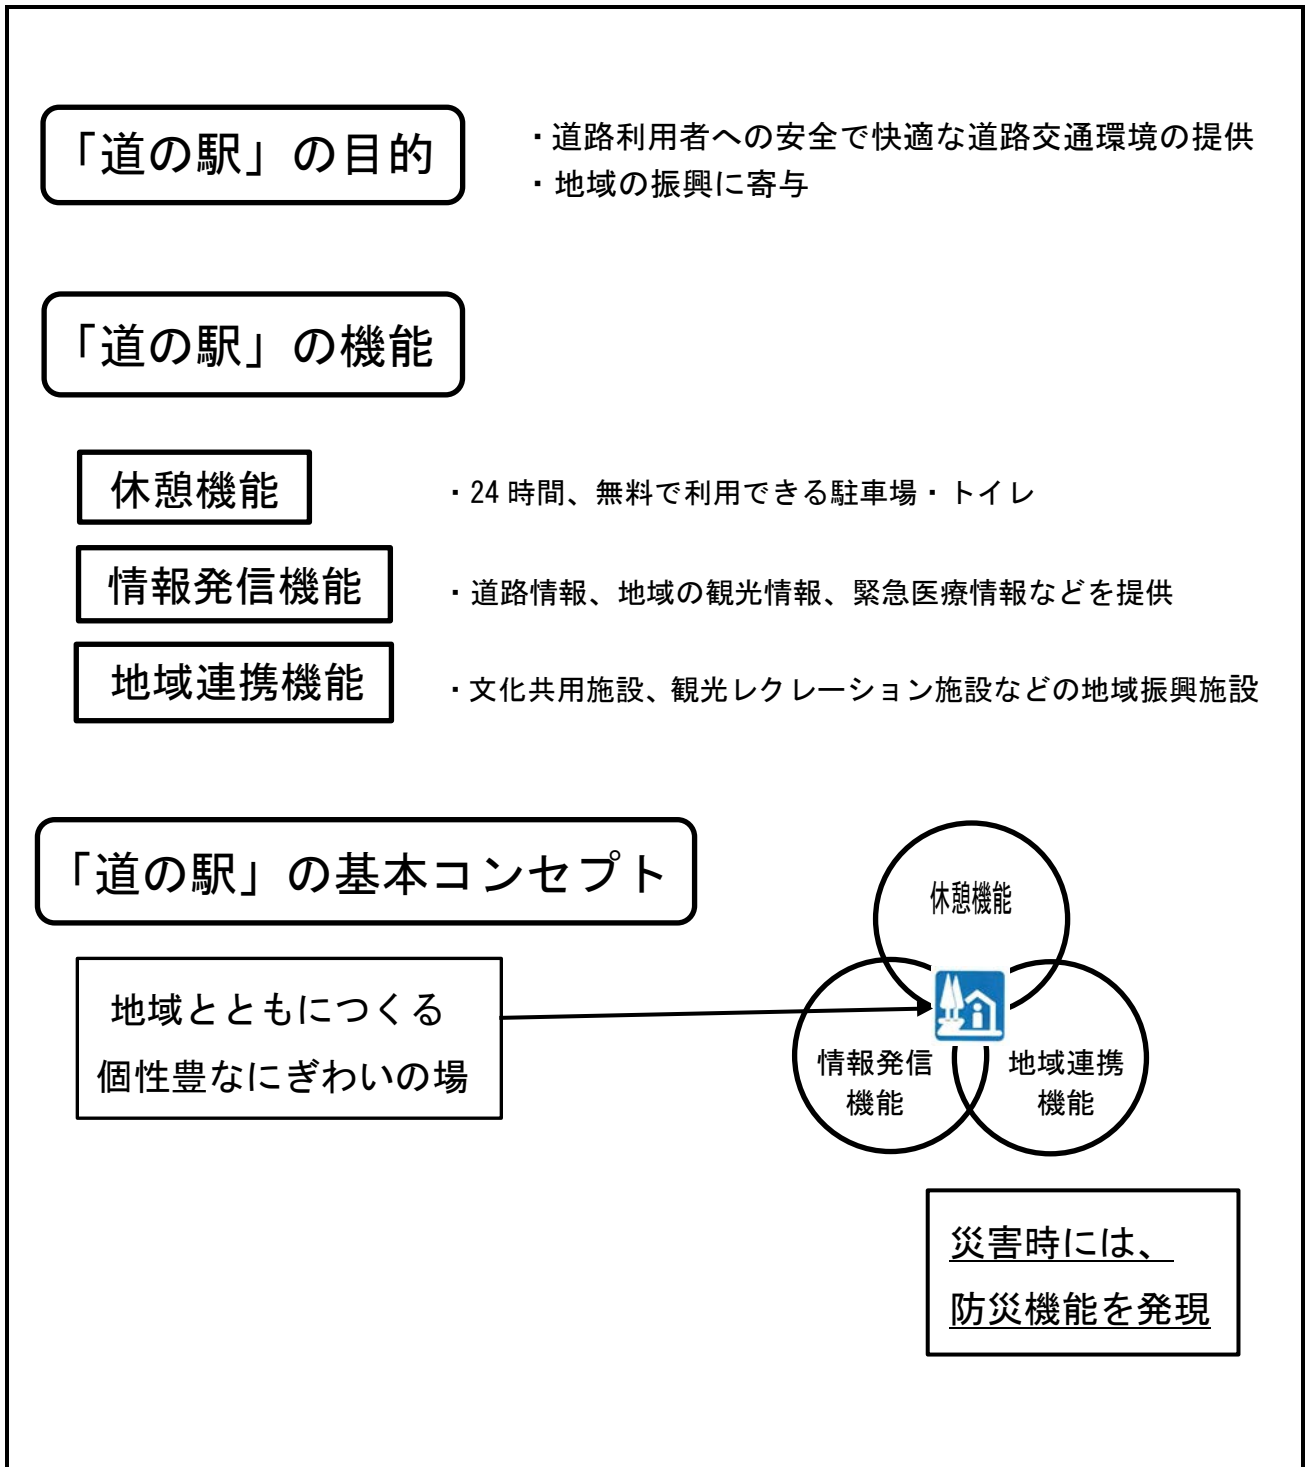 「道の駅」の目的
・道路利用者への安全で快適な道路交通環境の提供
・地域の振興に寄与
「道の駅」の機能
休憩機能
・24時間、無料で利用できる駐車場・トイレ
情報発信機能
・道路情報、地域の観光情報、緊急医療情報などを提供
地域連携機能
・文化共用施設、観光レクレーション施設などの地域振興施設
「道の駅」の基本コンセプト
地域とともにつくる
個性豊なにぎわいの場
休憩機能
情報発信
機能
地域連携
機能
災害時には、
防災機能を発現